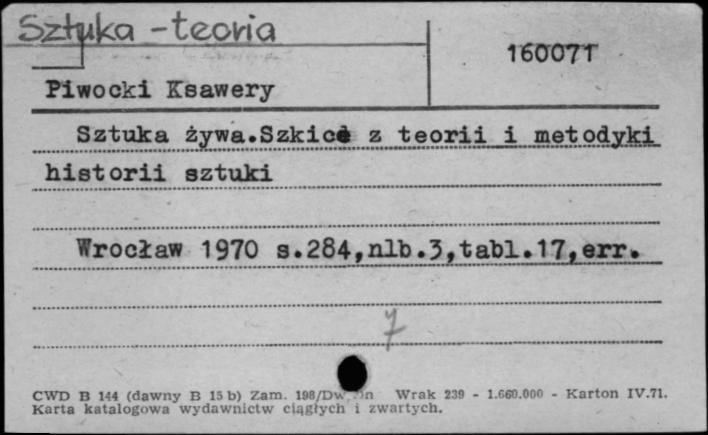 Sztuka - teoria
160071
Piwocki Ksawery
Sztuka żywa.Szkice z teorii i metodyki
historii sztuki
Wrocław 1970 s.284,nlb.3,tabl.17,err.
7
CWD B 144 (dawny B 15 b) Zam. 198/Dw Wrak 239 - 1.660.000 - Karton IV.71.
Karta katalogowa wydawnictw ciągłych i zwartych.